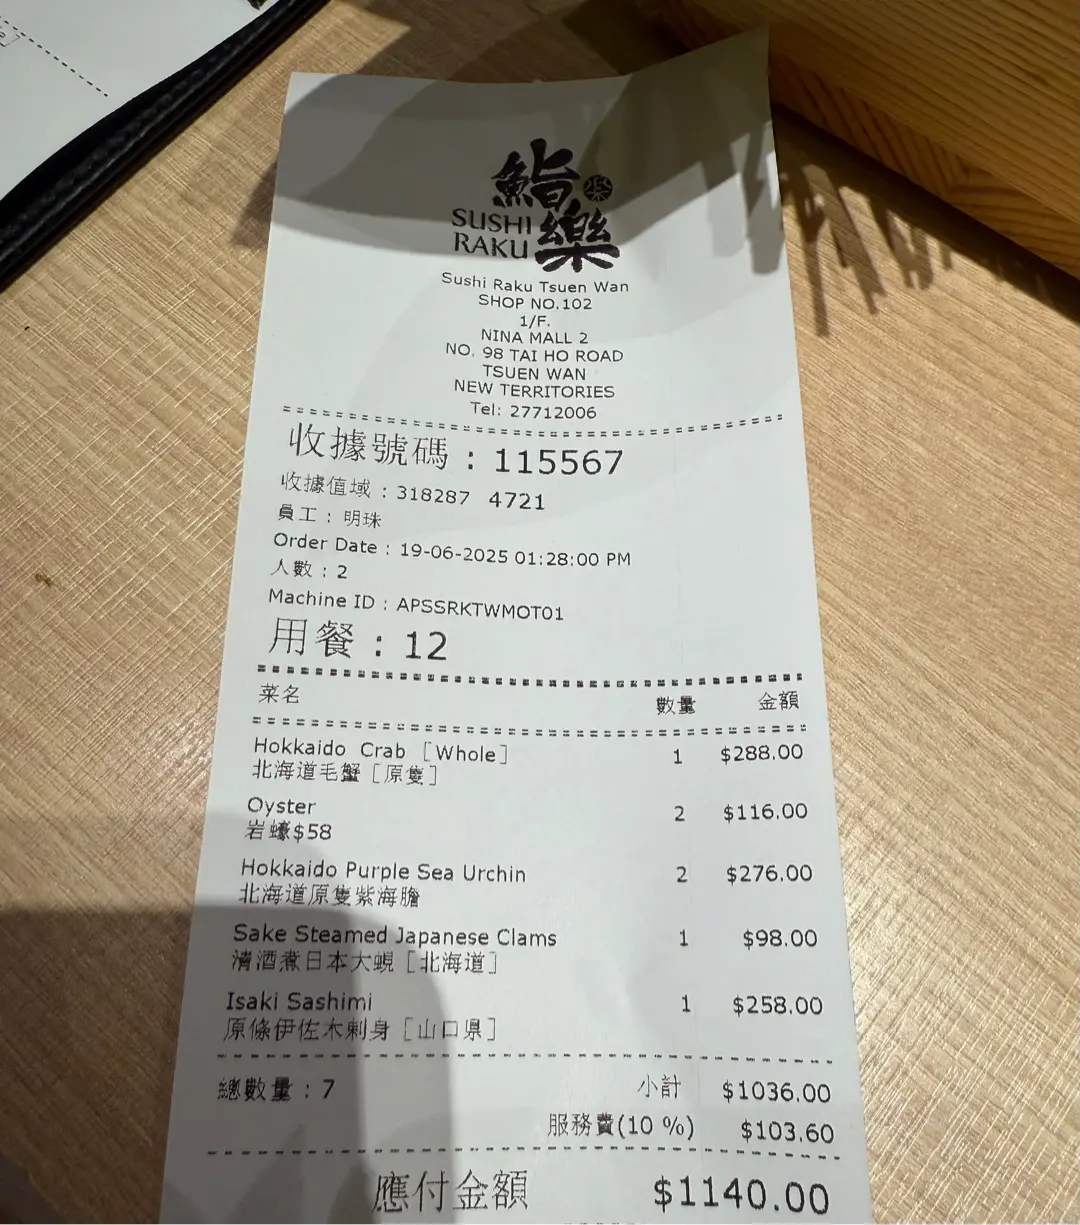 鮨樂
SUSHI
RAKU
Sushi Raku Tsuen Wan
SHOP NO.102
1/F.
NINA MALL 2
NO. 98 TAI HO ROAD
TSUEN WAN
NEW TERRITORIES
Tel: 27712006
收據號碼 : 115567
收據值域 : 318287 4721
員工 : 明珠
Order Date : 19-06-2025 01:28:00 PM
人數 : 2
Machine ID : APSSRKTWMOT01
用餐 : 12
菜名 數量 金額
Hokkaido Crab [Whole] 1 $288.00
北海道毛蟹[原隻]
Oyster 2 $116.00
岩蠔$58
Hokkaido Purple Sea Urchin 2 $276.00
北海道原隻紫海膽
Sake Steamed Japanese Clams 1 $98.00
清酒煮日本大蜆[北海道]
Isaki Sashimi 1 $258.00
原條伊佐木刺身[山口県]
總數量 : 7 小計 $1036.00
服務費(10 %) $103.60
應付金額 $1140.00